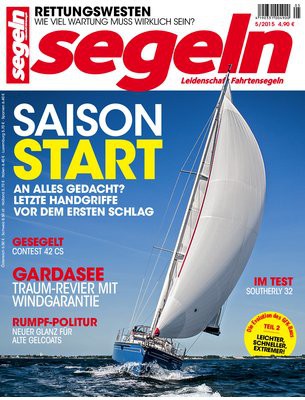 RETTUNGSWESTEN
WIE VIEL WARTUNG MUSS WIRKLICH SEIN?
segeln
segeln
5/2015 4,90 €
Leidenschaft Fahrtensegeln
SAISON
START
AN ALLES GEDACHT?
LETZTE HANDGRIFFE
VOR DEM ERSTEN SCHLAG
GESEGELT
CONTEST 42 CS
GARDASEE
TRAUM-REVIER MIT
WINDGARANTIE
RUMPF-POLITUR
NEUER GLANZ FÜR
ALTE GELCOATS
IM TEST
SOUTHERLY 32
TEIL 2
LEICHTER,
SCHNELLER,
EXTREMER!